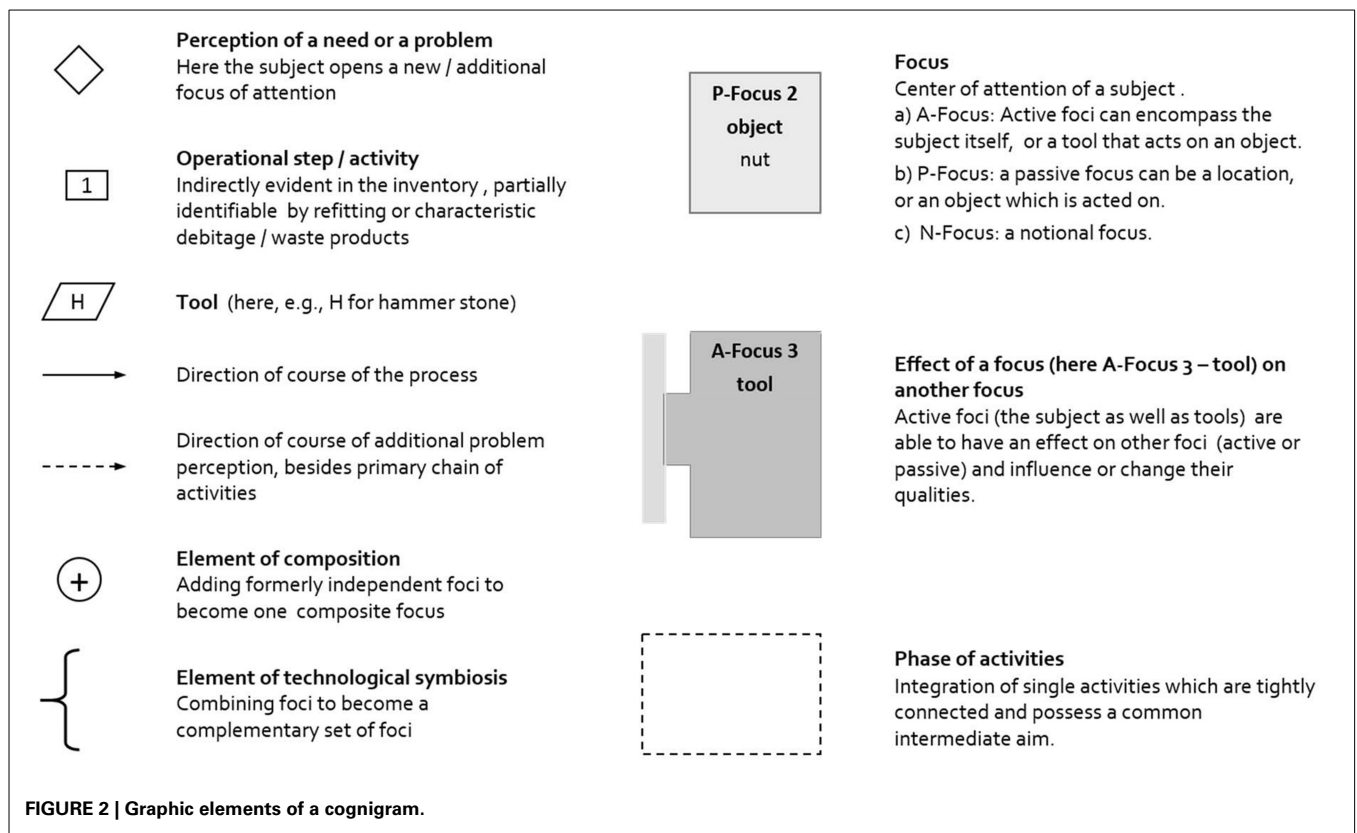 Perception of a need or a problem
Here the subject opens a new / additional
focus of attention
1
Operational step / activity
Indirectly evident in the inventory , partially
identifiable by refitting or characteristic
debitage / waste products
H
Tool (here, e.g., H for hammer stone)
Direction of course of the process
Direction of course of additional problem
perception, besides primary chain of
activities
+
Element of composition
Adding formerly independent foci to
become one composite focus
Element of technological symbiosis
Combining foci to become a
complementary set of foci
P-Focus 2
object
nut
Focus
Center of attention of a subject .
a) A-Focus: Active foci can encompass the
subject itself, or a tool that acts on an object.
b) P-Focus: a passive focus can be a location,
or an object which is acted on.
c) N-Focus: a notional focus.
A-Focus 3
tool
Effect of a focus (here A-Focus 3 – tool) on
another focus
Active foci (the subject as well as tools) are
able to have an effect on other foci (active or
passive) and influence or change their
qualities.
Phase of activities
Integration of single activities which are tightly
connected and possess a common
intermediate aim.
FIGURE 2 | Graphic elements of a cognigram.